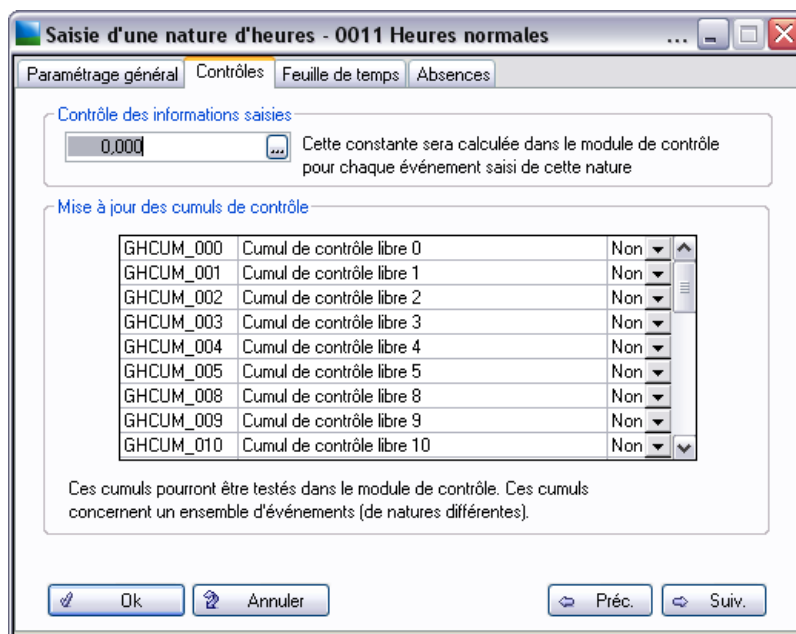 Saisie d'une nature d'heures - 0011 Heures normales ...
Paramétrage général Contrôles Feuille de temps Absences
Contrôle des informations saisies
0,000 ... Cette constante sera calculée dans le module de contrôle
pour chaque événement saisi de cette nature
Mise à jour des cumuls de contrôle
GHCUM_000 Cumul de contrôle libre 0 Non
GHCUM_001 Cumul de contrôle libre 1 Non
GHCUM_002 Cumul de contrôle libre 2 Non
GHCUM_003 Cumul de contrôle libre 3 Non
GHCUM_004 Cumul de contrôle libre 4 Non
GHCUM_005 Cumul de contrôle libre 5 Non
GHCUM_008 Cumul de contrôle libre 8 Non
GHCUM_009 Cumul de contrôle libre 9 Non
GHCUM_010 Cumul de contrôle libre 10 Non
Ces cumuls pourront être testés dans le module de contrôle. Ces cumuls
concernent un ensemble d'événements (de natures différentes).
Ok Annuler Préc. Suiv.